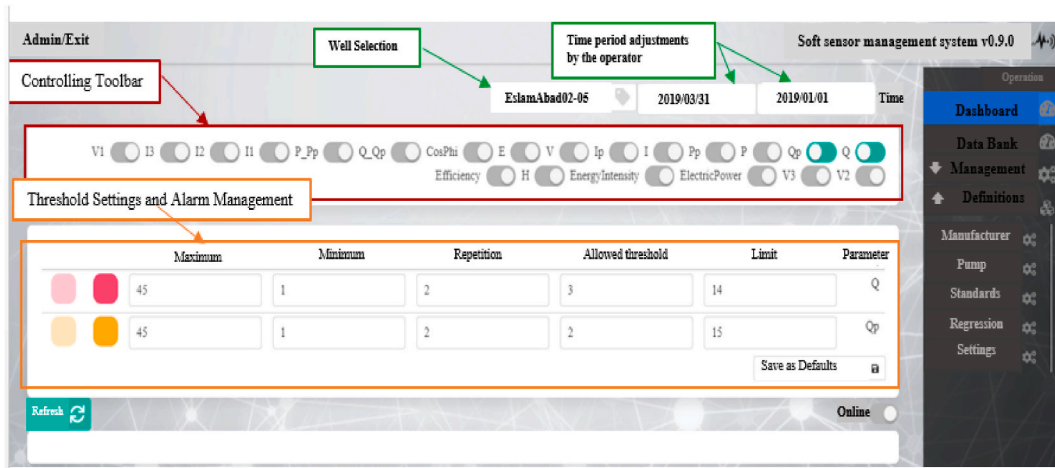 Admin/Exit
Well Selection
Time period adjustments
by the operator
Soft sensor management system v0.9.0
Controlling Toolbar
EslamAbad02-05
2019/03/31
2019/01/01
Time
V1 I3 I2 I1 P_Pp Q_Qp CosPhi E V Ip I Pp P Qp Q
Efficiency H EnergyIntensity ElectricPower V3 V2
Threshold Settings and Alarm Management
Maximum Minimum Repetition Allowed threshold Limit Parameter
45 1 2 3 14 Q
45 1 2 2 15 Qp
Save as Defaults
Refresh
Online
Operation
Dashboard
Data Bank
Management
Definitions
Manufacturer
Pump
Standards
Regression
Settings